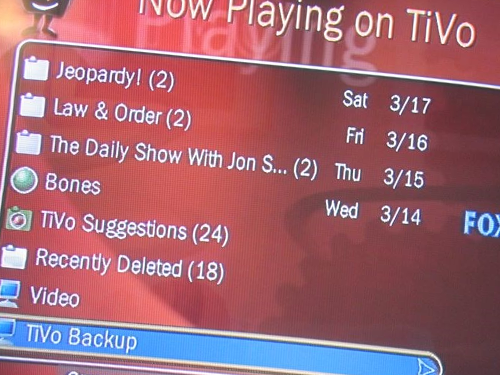 Now Playing on TiVo
Jeopardy! (2) Sat 3/17
Law & Order (2) Fri 3/16
The Daily Show With Jon S... (2) Thu 3/15
Bones Wed 3/14 FOX
TiVo Suggestions (24)
Recently Deleted (18)
Video
TiVo Backup